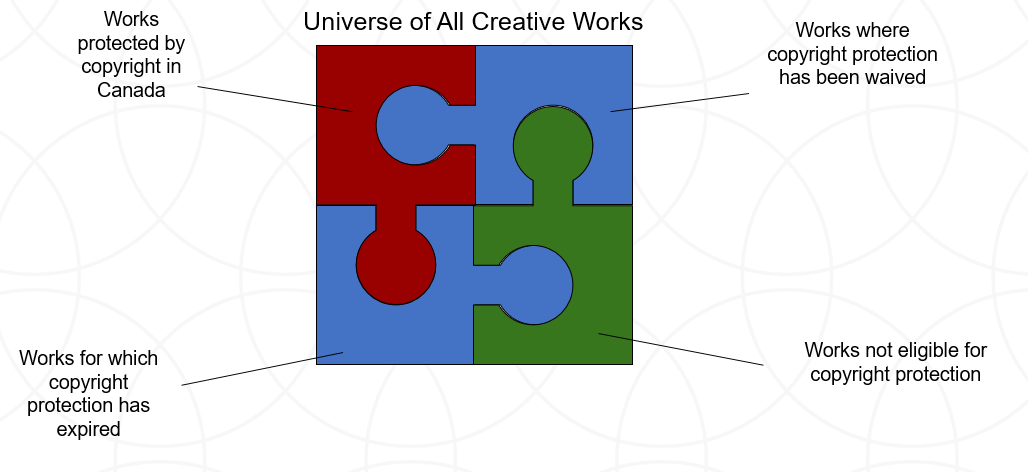 Universe of All Creative Works
Works
protected by
copyright in
Canada
Works where
copyright protection
has been waived
Works for which
copyright
protection has
expired
Works not eligible for
copyright protection